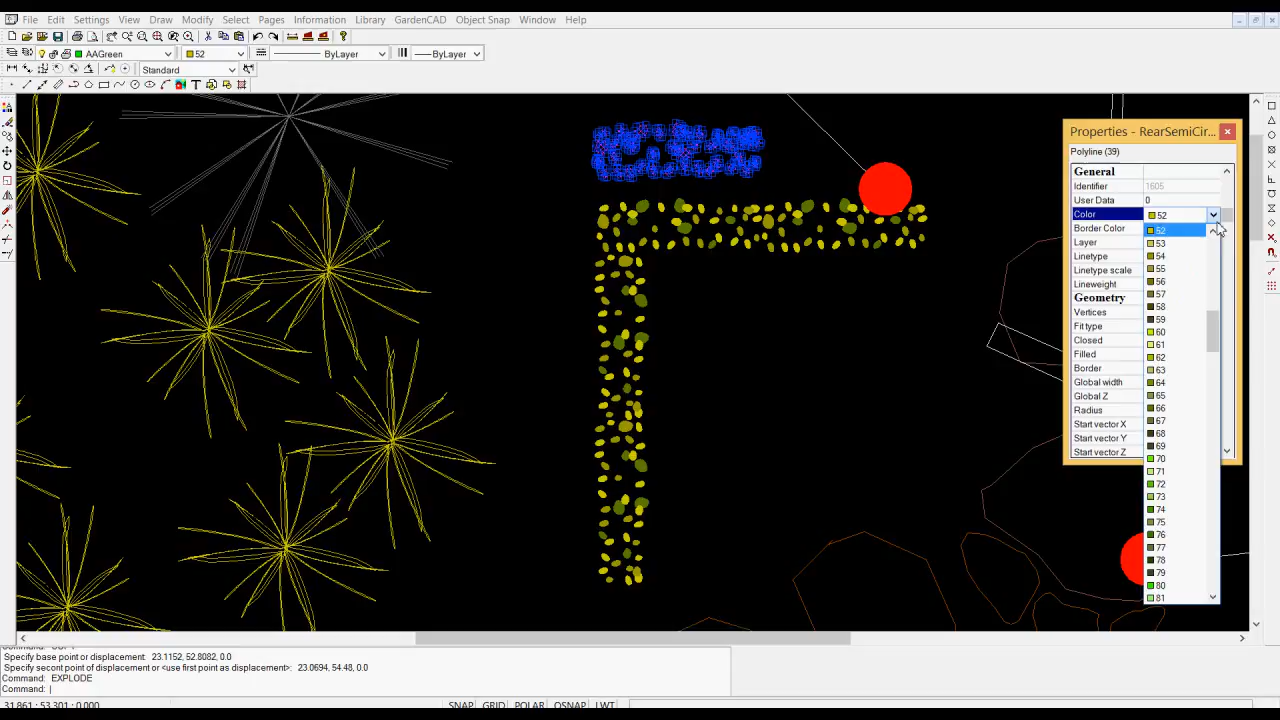 File Edit Settings View Draw Modify Select Pages Information Library GardenCAD Object Snap Window Help
AAGreen 52 ByLayer ByLayer
Standard
Properties - RearSemiCir...
Polyline (39)
General
Identifier 1605
User Data 0
Color 52
Border Color 52
Layer 53
Linetype 54
Linetype scale 55
Lineweight 56
Geometry 57
Vertices 58
Fit type 59
Closed 60
Filled 61
Border 62
Global width 63
Global Z 64
Radius 65
Start vector X 66
Start vector Y 67
Start vector Z 68
69
70
71
72
73
74
75
76
77
78
79
80
81
Specify base point or displacement: 23.1152, 52.8082, 0.0
Specify second point of displacement or <use first point as displacement>: 23.0694, 54.48, 0.0
Command: EXPLODE
Command:
31.861 : 53.301 : 0.000 SNAP GRID POLAR OSNAP LWT